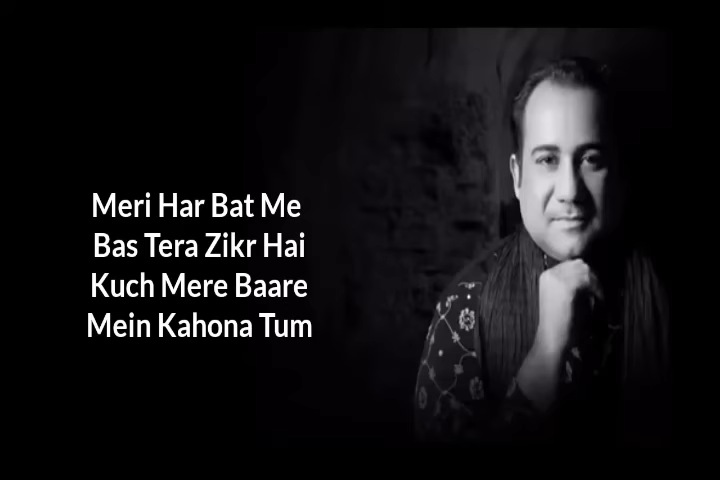 Meri Har Bat Me
Bas Tera Zikr Hai
Kuch Mere Baare
Mein Kahona Tum